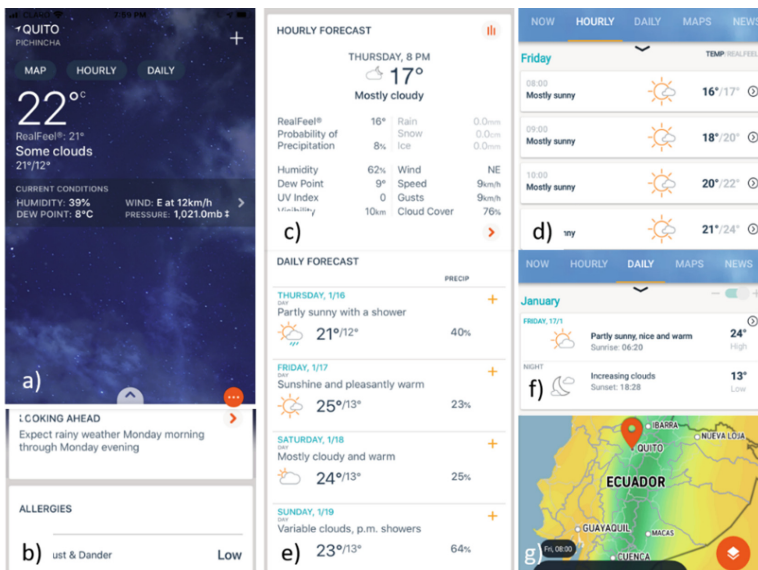 QUITO
PICHINCHA
+
MAP HOURLY DAILY
22°c
RealFeel®: 21°
Some clouds
21°/12°
CURRENT CONDITIONS
HUMIDITY: 39% WIND: E at 12km/h
DEW POINT: 8°C PRESSURE: 1,021.0mb
a)
LOOKING AHEAD
Expect rainy weather Monday morning
through Monday evening
ALLERGIES
b) ust & Dander Low
HOURLY FORECAST
THURSDAY, 8 PM
17°
Mostly cloudy
RealFeel® 16° Rain 0.0mm
Probability of Snow 0.0cm
Precipitation 8% Ice 0.0mm
Humidity 62% Wind NE
Dew Point 9° Speed 9km/h
UV Index 0 Gusts 9km/h
Visibility 10km Cloud Cover 76%
c)
DAILY FORECAST
PRECIP
THURSDAY, 1/16
DAY
Partly sunny with a shower
21°/12° 40%
FRIDAY, 1/17
DAY
Sunshine and pleasantly warm
25°/13° 23%
SATURDAY, 1/18
DAY
Mostly cloudy and warm
24°/13° 25%
SUNDAY, 1/19
DAY
Variable clouds, p.m. showers
e) 23°/13° 64%
NOW HOURLY DAILY MAPS NEWS
Friday TEMP/REALFEEL
08:00
Mostly sunny 16°/17°
09:00
Mostly sunny 18°/20°
10:00
Mostly sunny 20°/22°
d) nny 21°/24°
NOW HOURLY DAILY MAPS NEWS
January
FRIDAY, 17/1
Partly sunny, nice and warm 24°
Sunrise: 06:20 High
NIGHT
Increasing clouds 13°
Sunset: 18:28 Low
f)
IBARRA
NUEVA LOJA
QUITO
ECUADOR
GUAYAQUIL
MACAS
Fri, 08:00
g)
CUENCA